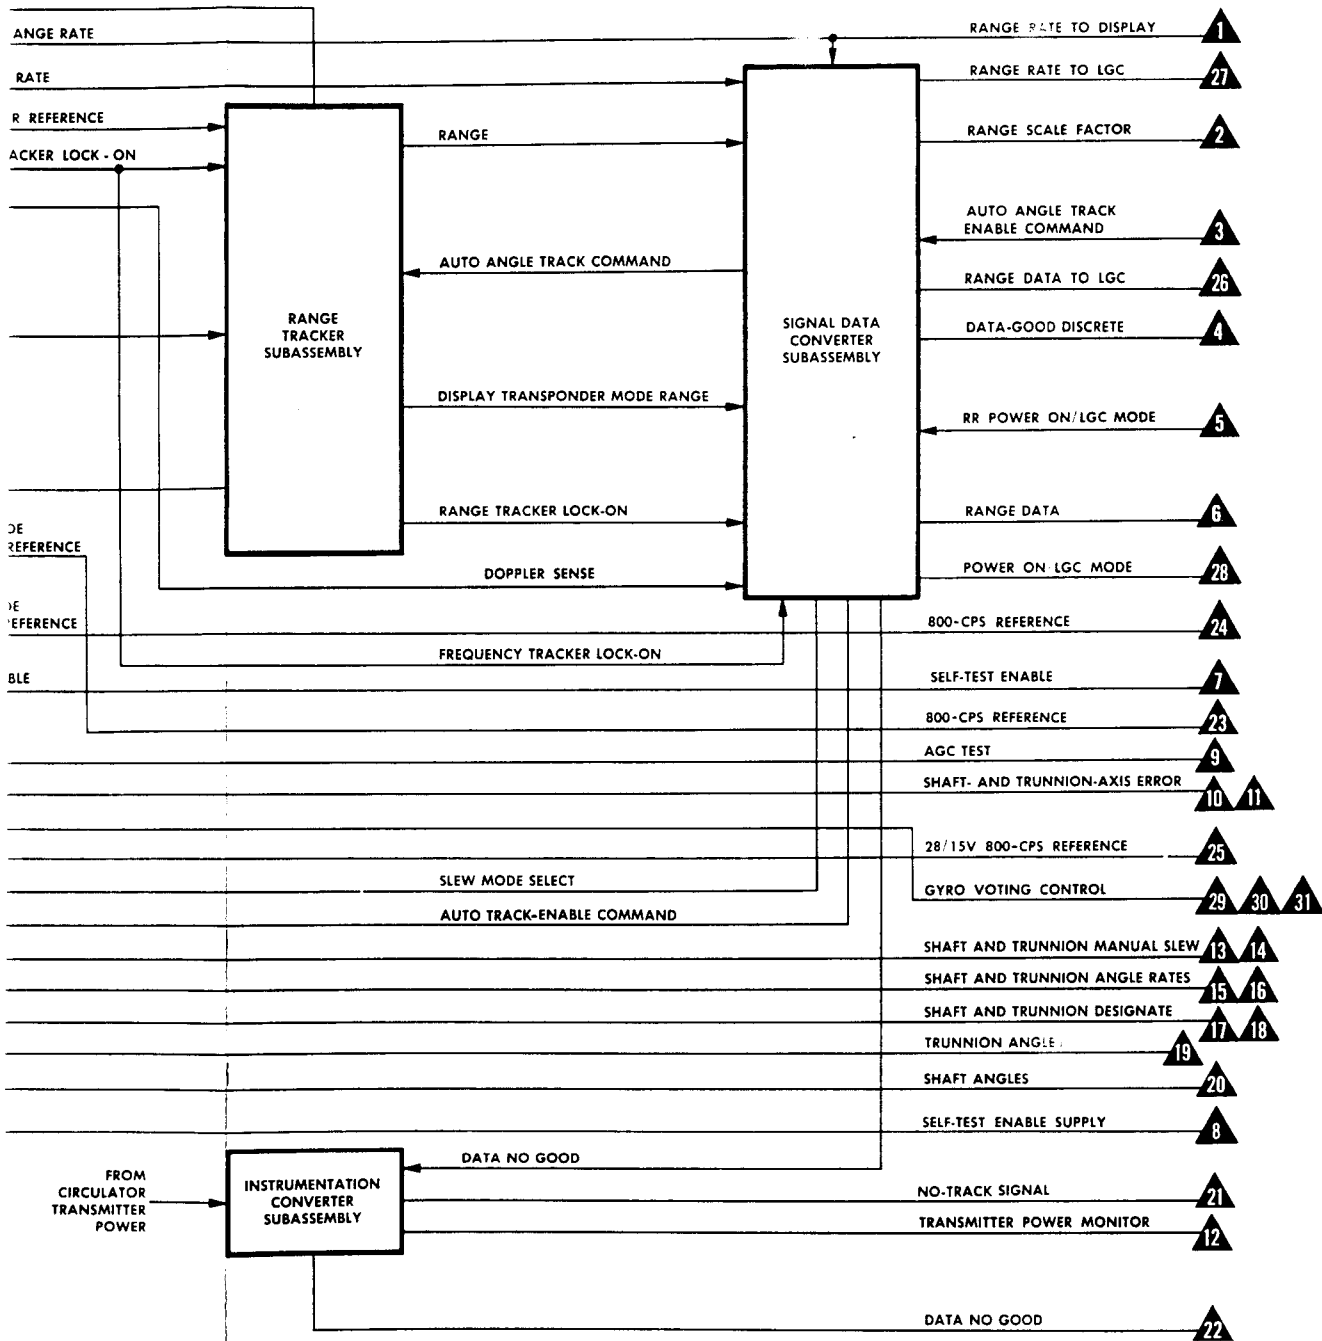 RANGE RATE TO DISPLAY
1
ANGE RATE
RANGE RATE TO LGC
27
RATE
R REFERENCE
RANGE
RANGE SCALE FACTOR
2
ACKER LOCK - ON
AUTO ANGLE TRACK
ENABLE COMMAND
3
AUTO ANGLE TRACK COMMAND
RANGE DATA TO LGC
26
RANGE
TRACKER
SUBASSEMBLY
SIGNAL DATA
CONVERTER
SUBASSEMBLY
DATA-GOOD DISCRETE
4
DISPLAY TRANSPONDER MODE RANGE
RR POWER ON/LGC MODE
5
RANGE TRACKER LOCK-ON
RANGE DATA
6
DE
REFERENCE
DOPPLER SENSE
POWER ON LGC MODE
28
DE
EFERENCE
800-CPS REFERENCE
24
FREQUENCY TRACKER LOCK-ON
BLE
SELF-TEST ENABLE
7
800-CPS REFERENCE
23
AGC TEST
9
SHAFT- AND TRUNNION-AXIS ERROR
10 11
28/15V 800-CPS REFERENCE
25
SLEW MODE SELECT
GYRO VOTING CONTROL
29 30 31
AUTO TRACK-ENABLE COMMAND
SHAFT AND TRUNNION MANUAL SLEW
13 14
SHAFT AND TRUNNION ANGLE RATES
15 16
SHAFT AND TRUNNION DESIGNATE
17 18
TRUNNION ANGLE
19
SHAFT ANGLES
20
SELF-TEST ENABLE SUPPLY
8
DATA NO GOOD
FROM
CIRCULATOR
TRANSMITTER
POWER
INSTRUMENTATION
CONVERTER
SUBASSEMBLY
NO-TRACK SIGNAL
21
TRANSMITTER POWER MONITOR
12
DATA NO GOOD
22